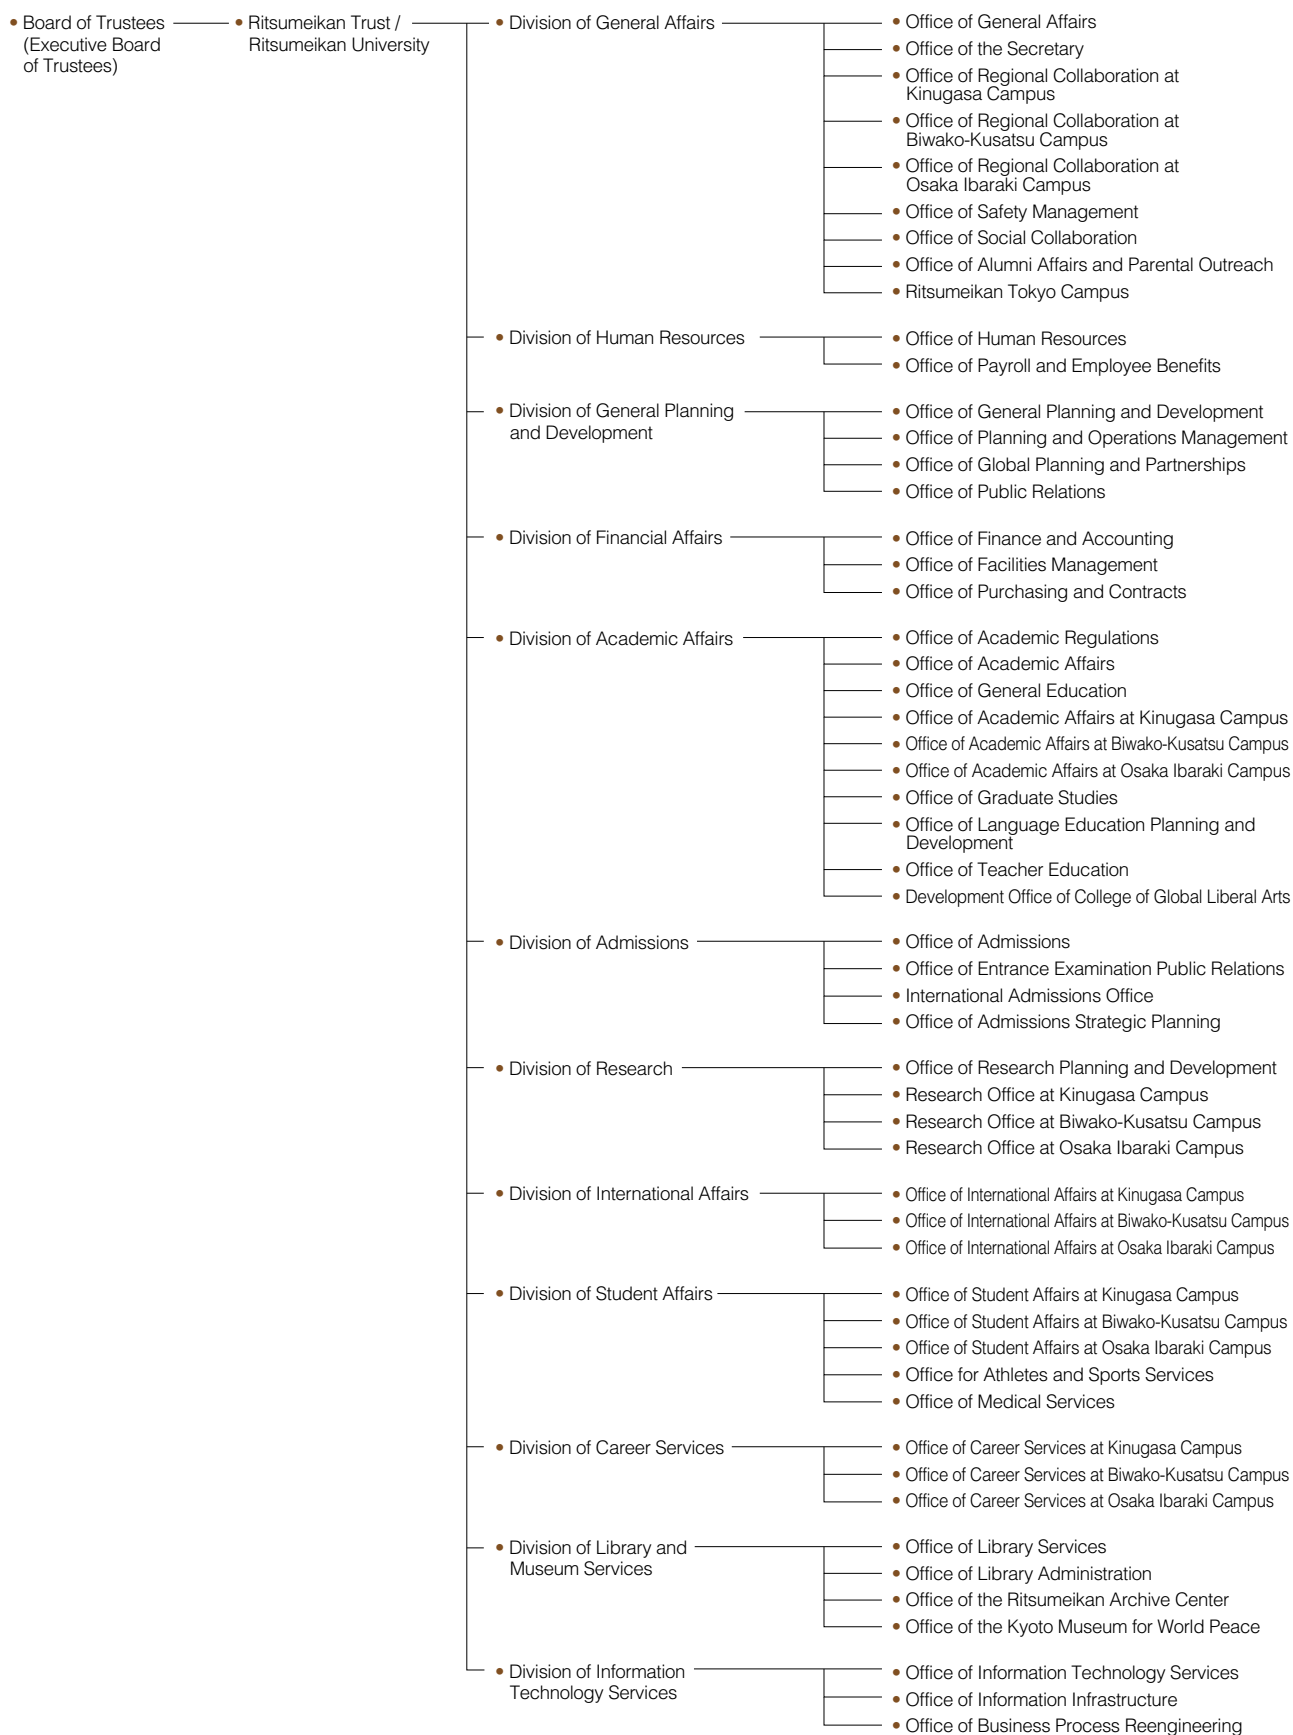 • Board of Trustees
(Executive Board
of Trustees)
• Ritsumeikan Trust /
Ritsumeikan University
• Division of General Affairs
• Office of General Affairs
• Office of the Secretary
• Office of Regional Collaboration at
Kinugasa Campus
• Office of Regional Collaboration at
Biwako-Kusatsu Campus
• Office of Regional Collaboration at
Osaka Ibaraki Campus
• Office of Safety Management
• Office of Social Collaboration
• Office of Alumni Affairs and Parental Outreach
• Ritsumeikan Tokyo Campus
• Division of Human Resources
• Office of Human Resources
• Office of Payroll and Employee Benefits
• Division of General Planning
and Development
• Office of General Planning and Development
• Office of Planning and Operations Management
• Office of Global Planning and Partnerships
• Office of Public Relations
• Division of Financial Affairs
• Office of Finance and Accounting
• Office of Facilities Management
• Office of Purchasing and Contracts
• Division of Academic Affairs
• Office of Academic Regulations
• Office of Academic Affairs
• Office of General Education
• Office of Academic Affairs at Kinugasa Campus
• Office of Academic Affairs at Biwako-Kusatsu Campus
• Office of Academic Affairs at Osaka Ibaraki Campus
• Office of Graduate Studies
• Office of Language Education Planning and
Development
• Office of Teacher Education
• Development Office of College of Global Liberal Arts
• Division of Admissions
• Office of Admissions
• Office of Entrance Examination Public Relations
• International Admissions Office
• Office of Admissions Strategic Planning
• Division of Research
• Office of Research Planning and Development
• Research Office at Kinugasa Campus
• Research Office at Biwako-Kusatsu Campus
• Research Office at Osaka Ibaraki Campus
• Division of International Affairs
• Office of International Affairs at Kinugasa Campus
• Office of International Affairs at Biwako-Kusatsu Campus
• Office of International Affairs at Osaka Ibaraki Campus
• Division of Student Affairs
• Office of Student Affairs at Kinugasa Campus
• Office of Student Affairs at Biwako-Kusatsu Campus
• Office of Student Affairs at Osaka Ibaraki Campus
• Office for Athletes and Sports Services
• Office of Medical Services
• Division of Career Services
• Office of Career Services at Kinugasa Campus
• Office of Career Services at Biwako-Kusatsu Campus
• Office of Career Services at Osaka Ibaraki Campus
• Division of Library and
Museum Services
• Office of Library Services
• Office of Library Administration
• Office of the Ritsumeikan Archive Center
• Office of the Kyoto Museum for World Peace
• Division of Information
Technology Services
• Office of Information Technology Services
• Office of Information Infrastructure
• Office of Business Process Reengineering